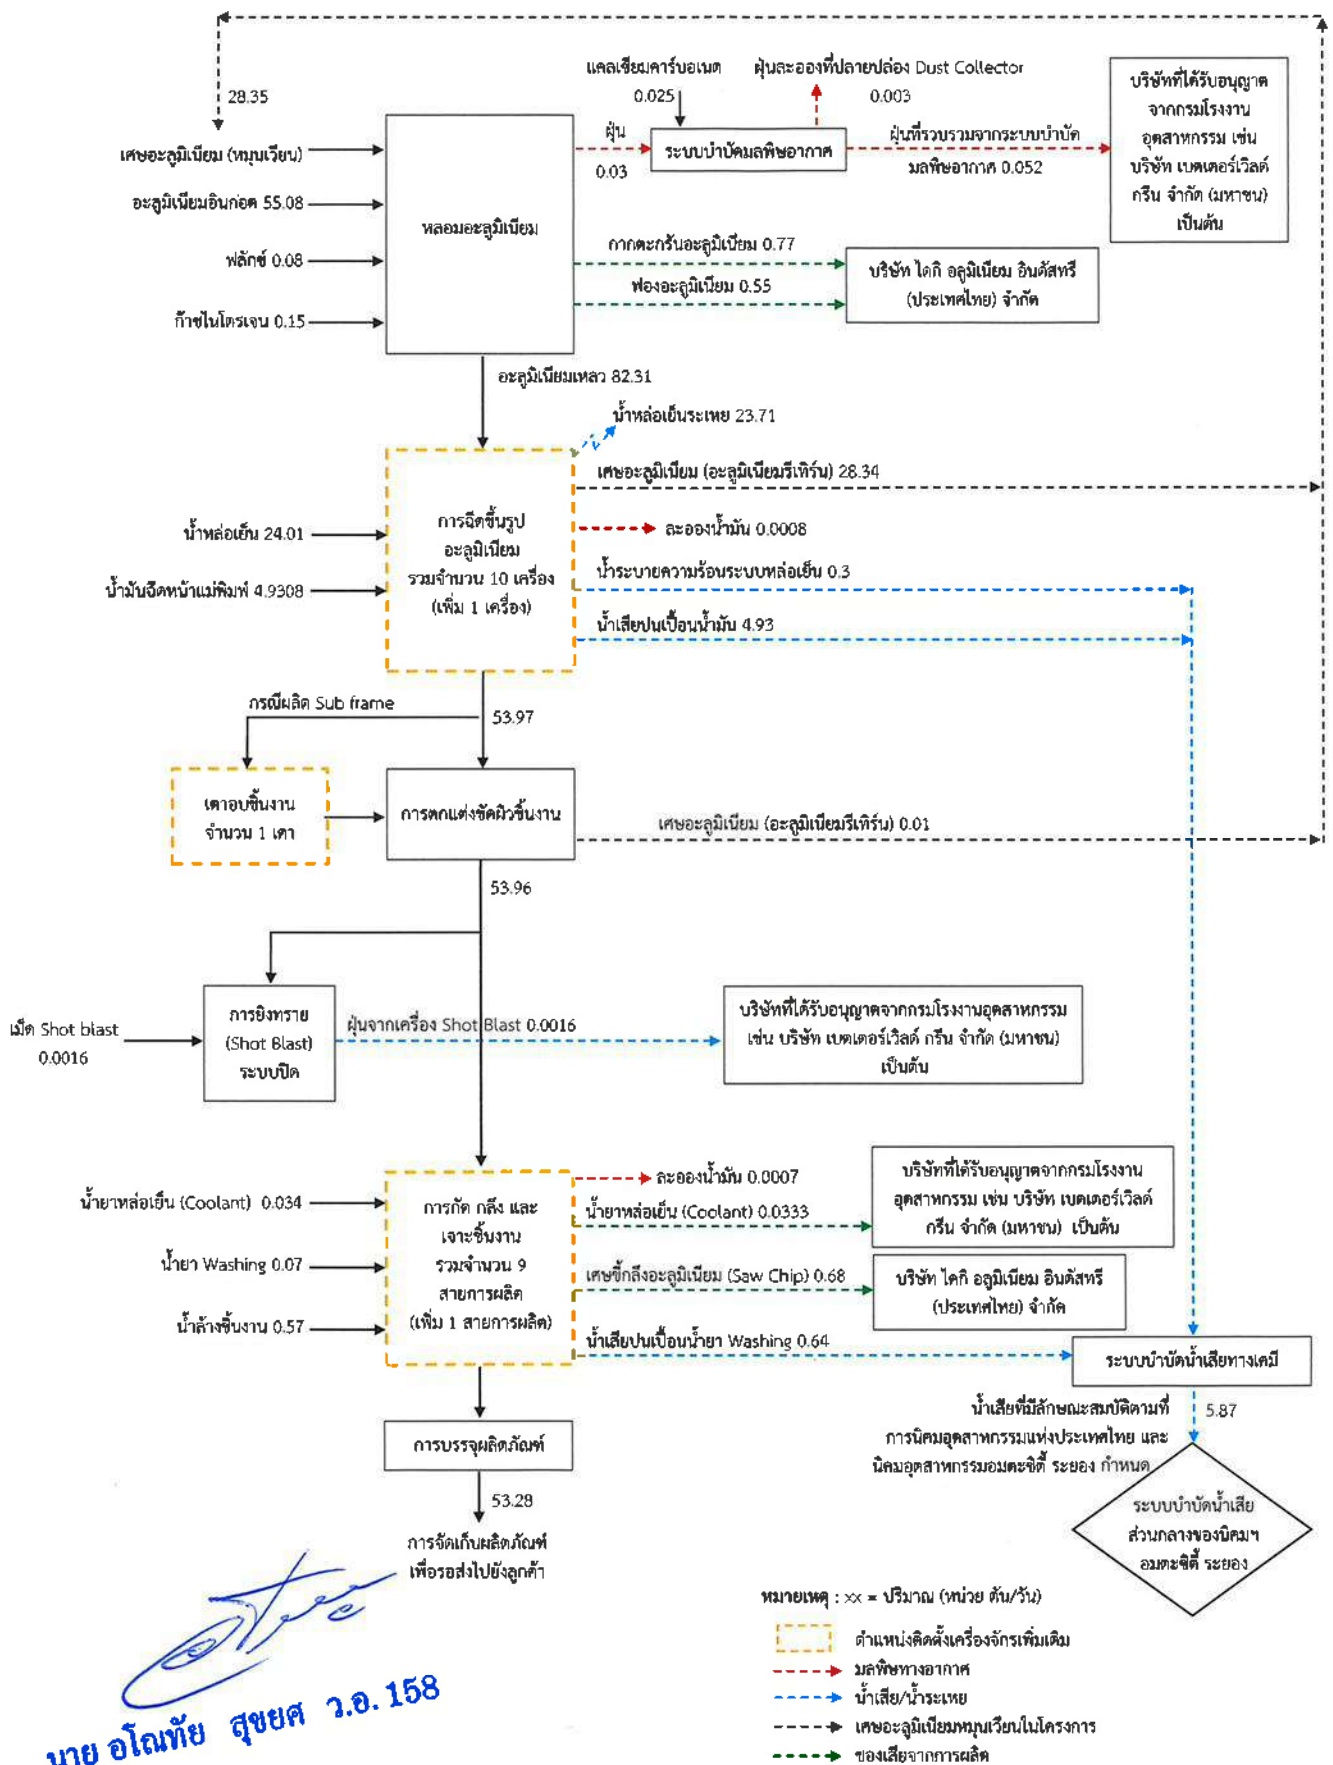 28.35
แคลเซียมคาร์บอเนต
0.025
ฝุ่นละอองที่ปลายปล่อง Dust Collector
0.003
บริษัทที่ได้รับอนุญาต
จากกรมโรงงาน
อุตสาหกรรม เช่น
บริษัท เบตเตอร์เวิลด์
กรีน จำกัด (มหาชน)
เป็นต้น
เศษอะลูมิเนียม (หมุนเวียน)
อะลูมิเนียมอินก่อต 55.08
ฟลักซ์ 0.08
ก๊าซไนโตรเจน 0.15
หลอมอะลูมิเนียม
ฝุ่น
0.03
ระบบบำบัดมลพิษอากาศ
ฝุ่นที่รวบรวมจากระบบบำบัด
มลพิษอากาศ 0.052
กากตะกรันอะลูมิเนียม 0.77
ฟองอะลูมิเนียม 0.55
บริษัท ไดกิ อลูมิเนียม อินดัสทรี
(ประเทศไทย) จำกัด
อะลูมิเนียมเหลว 82.31
น้ำหล่อเย็นระเหย 23.71
เศษอะลูมิเนียม (อะลูมิเนียมรีเทิร์น) 28.34
น้ำหล่อเย็น 24.01
น้ำมันฉีดหน้าแม่พิมพ์ 4.9308
การฉีดขึ้นรูป
อะลูมิเนียม
รวมจำนวน 10 เครื่อง
(เพิ่ม 1 เครื่อง)
ละอองน้ำมัน 0.0008
น้ำระบายความร้อนระบบหล่อเย็น 0.3
น้ำเสียปนเปื้อนน้ำมัน 4.93
กรณีผลิต Sub frame
53.97
เตาอบชิ้นงาน
จำนวน 1 เตา
การตกแต่งขัดผิวชิ้นงาน
เศษอะลูมิเนียม (อะลูมิเนียมรีเทิร์น) 0.01
53.96
เม็ด Shot blast
0.0016
การยิงทราย
(Shot Blast)
ระบบปิด
ฝุ่นจากเครื่อง Shot Blast 0.0016
บริษัทที่ได้รับอนุญาตจากกรมโรงงานอุตสาหกรรม
เช่น บริษัท เบตเตอร์เวิลด์ กรีน จำกัด (มหาชน)
เป็นต้น
น้ำยาหล่อเย็น (Coolant) 0.034
น้ำยา Washing 0.07
น้ำล้างชิ้นงาน 0.57
การกัด กลึง และ
เจาะชิ้นงาน
รวมจำนวน 9
สายการผลิต
(เพิ่ม 1 สายการผลิต)
ละอองน้ำมัน 0.0007
น้ำยาหล่อเย็น (Coolant) 0.0333
เศษขี้กลึงอะลูมิเนียม (Saw Chip) 0.68
น้ำเสียปนเปื้อนน้ำยา Washing 0.64
บริษัทที่ได้รับอนุญาตจากกรมโรงงาน
อุตสาหกรรม เช่น บริษัท เบตเตอร์เวิลด์
กรีน จำกัด (มหาชน) เป็นต้น
บริษัท ไดกิ อลูมิเนียม อินดัสทรี
(ประเทศไทย) จำกัด
ระบบบำบัดน้ำเสียทางเคมี
น้ำเสียที่มีลักษณะสมบัติตามที่
การนิคมอุตสาหกรรมแห่งประเทศไทย และ
นิคมอุตสาหกรรมอมตะซิตี้ ระยอง กำหนด
5.87
การบรรจุผลิตภัณฑ์
53.28
การจัดเก็บผลิตภัณฑ์
เพื่อรอส่งไปยังลูกค้า
ระบบบำบัดน้ำเสีย
ส่วนกลางของนิคมฯ
อมตะซิตี้ ระยอง
หมายเหตุ : xx = ปริมาณ (หน่วย ตัน/วัน)
ตำแหน่งติดตั้งเครื่องจักรเพิ่มเติม
มลพิษทางอากาศ
น้ำเสีย/น้ำระเหย
เศษอะลูมิเนียมหมุนเวียนในโครงการ
ของเสียจากการผลิต
นาย อโณทัย สุขยศ ว.อ. 158